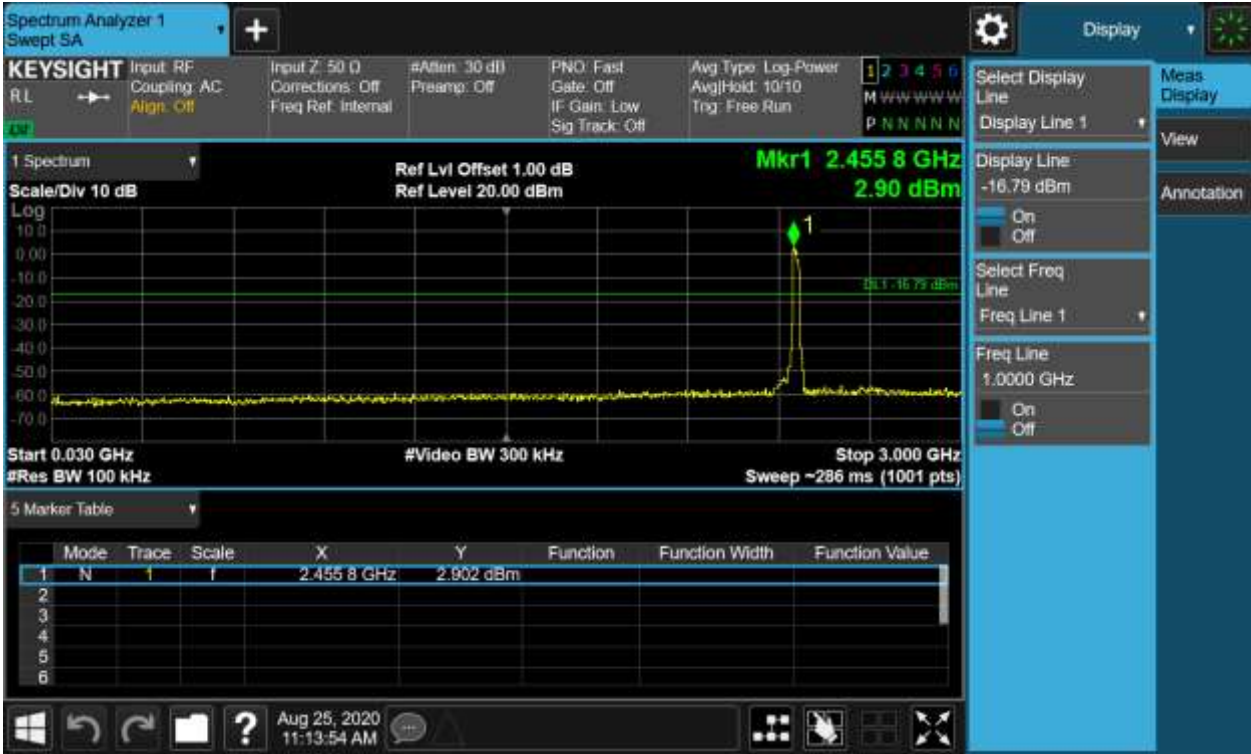 Spectrum Analyzer 1
Swept SA
+
Display
KEYSIGHT
RL
Input: RF
Coupling: AC
Align: Off
Input Z: 50 Ω
Corrections: Off
Freq Ref: Internal
#Atten: 30 dB
Preamp: Off
PNO: Fast
Gate: Off
IF Gain: Low
Sig Track: Off
Avg Type: Log-Power
Avg|Hold: 10/10
Trig: Free Run
1 2 3 4 5 6
M W W W W W
P N N N N N
1 Spectrum
Scale/Div 10 dB
Ref Lvl Offset 1.00 dB
Ref Level 20.00 dBm
Mkr1 2.455 8 GHz
2.90 dBm
Log
10.0
0.00
-10.0
-20.0
-30.0
-40.0
-50.0
-60.0
-70.0
1
DL1 -16.79 dBm
Start 0.030 GHz
#Res BW 100 kHz
#Video BW 300 kHz
Stop 3.000 GHz
Sweep ~286 ms (1001 pts)
5 Marker Table
Mode Trace Scale X Y Function Function Width Function Value
1 N 1 f 2.455 8 GHz 2.902 dBm
2
3
4
5
6
Select Display
Line
Display Line 1
Display Line
-16.79 dBm
On
Off
Select Freq
Line
Freq Line 1
Freq Line
1.0000 GHz
On
Off
Meas
Display
View
Annotation
?
Aug 25, 2020
11:13:54 AM